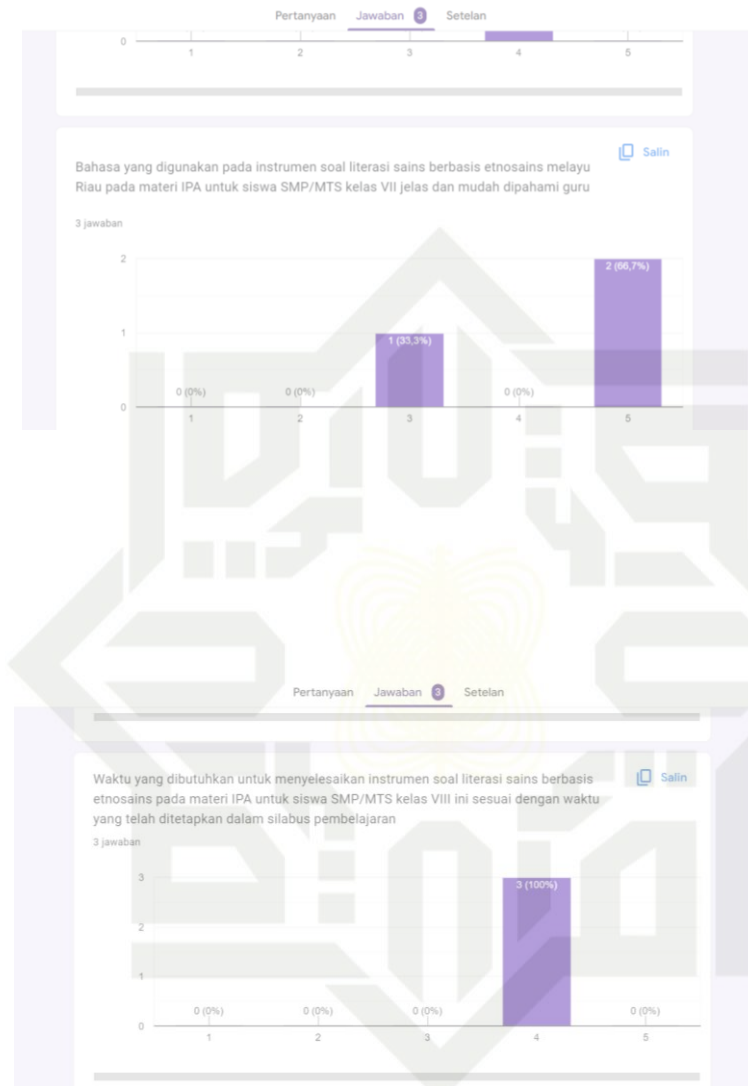 Pertanyaan Jawaban 3 Setelan
0
1 2 3 4 5
Salin
Bahasa yang digunakan pada instrumen soal literasi sains berbasis etnosains melayu
Riau pada materi IPA untuk siswa SMP/MTS kelas VII jelas dan mudah dipahami guru
3 jawaban
2
2 (66,7%)
1
1 (33,3%)
0 (0%) 0 (0%) 0 (0%)
0
1 2 3 4 5
Pertanyaan Jawaban 3 Setelan
Waktu yang dibutuhkan untuk menyelesaikan instrumen soal literasi sains berbasis
Salin
etnosains pada materi IPA untuk siswa SMP/MTS kelas VIII ini sesuai dengan waktu
yang telah ditetapkan dalam silabus pembelajaran
3 jawaban
3
3 (100%)
2
1
0 (0%) 0 (0%) 0 (0%) 0 (0%)
0
1 2 3 4 5